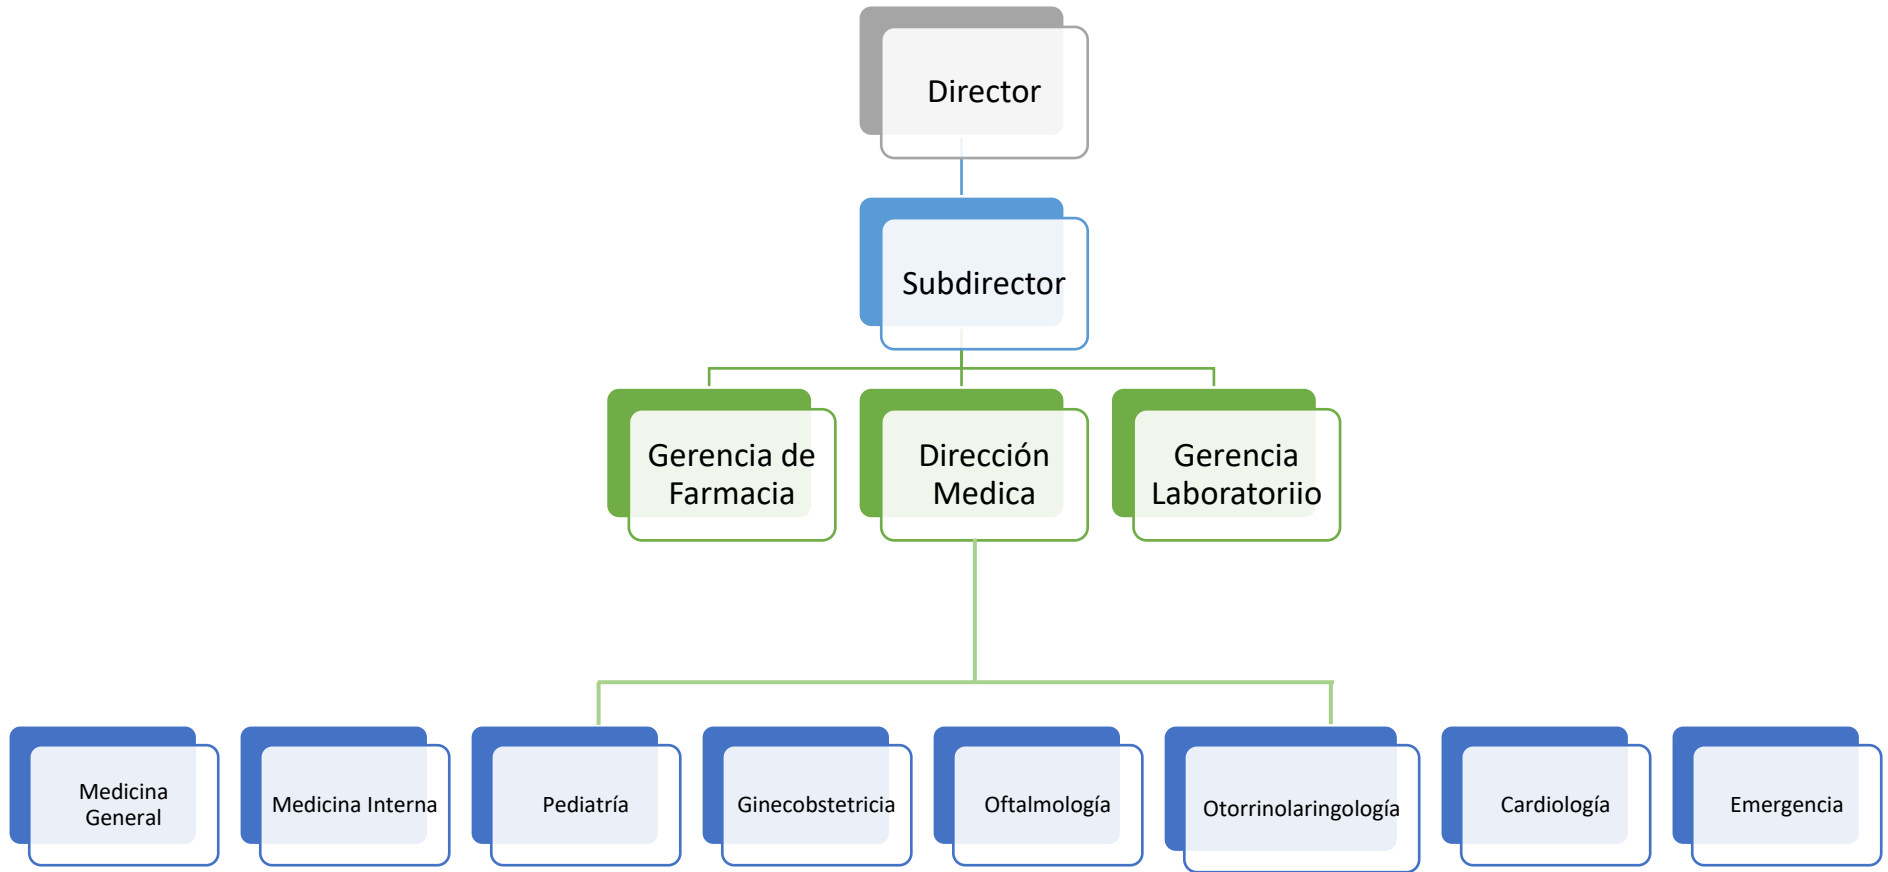 Director
Subdirector
Gerencia de
Farmacia
Dirección
Medica
Gerencia
Laboratoriio
Medicina
General
Medicina Interna
Pediatría
Ginecobstetricia
Oftalmología
Otorrinolaringología
Cardiología
Emergencia